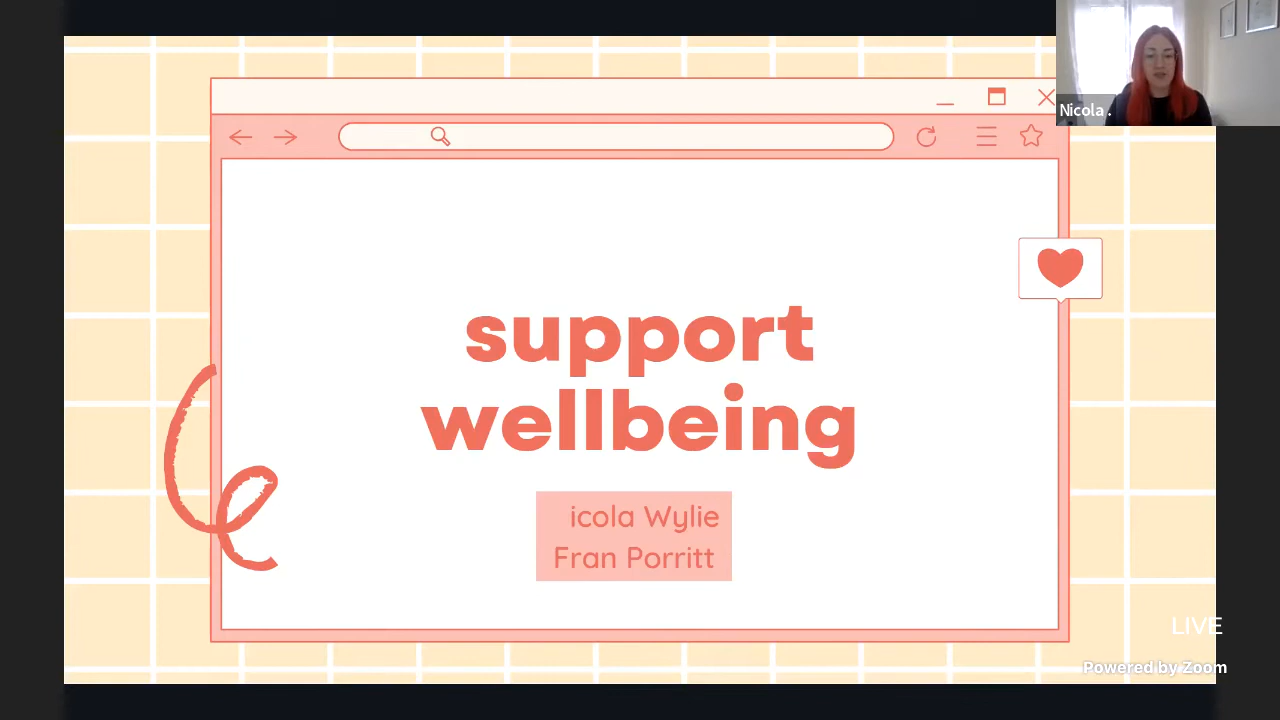 Nicola .
support
wellbeing
icola Wylie
Fran Porritt
LIVE
Powered by Zoom